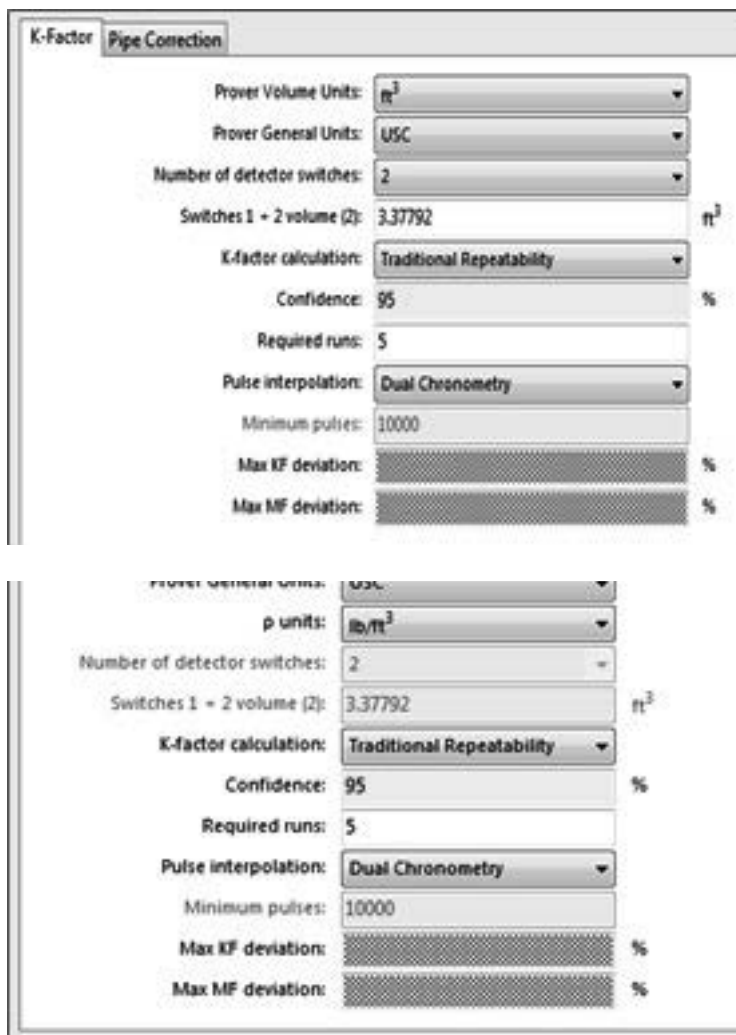 K-Factor Pipe Correction
Prover Volume Units: ft³
Prover General Units: USC
Number of detector switches: 2
Switches 1 + 2 volume (2): 3.37792 ft³
K-factor calculation: Traditional Repeatability
Confidence: 95 %
Required runs: 5
Pulse interpolation: Dual Chronometry
Minimum pulses: 10000
Max KF deviation: %
Max MF deviation: %
Prover General Units: USC
ρ units: lb/ft³
Number of detector switches: 2
Switches 1 + 2 volume (2): 3.37792 ft³
K-factor calculation: Traditional Repeatability
Confidence: 95 %
Required runs: 5
Pulse interpolation: Dual Chronometry
Minimum pulses: 10000
Max KF deviation: %
Max MF deviation: %